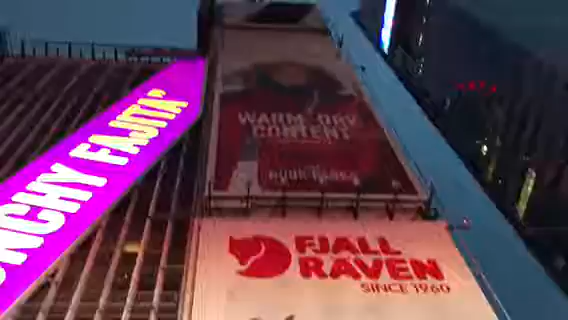 NCHY FAJITA"
WARM, DRY
CONTENT
FJALL
RAVEN
SINCE 1960